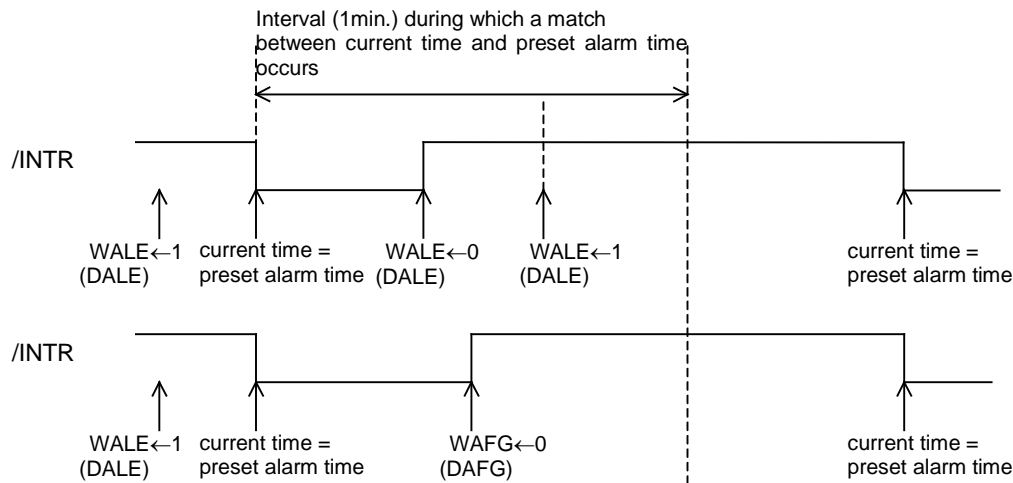 Interval (1min.) during which a match
between current time and preset alarm time
occurs
/INTR
WALE←1
(DALE)
current time =
preset alarm time
WALE←0
(DALE)
WALE←1
(DALE)
current time =
preset alarm time
/INTR
WALE←1
(DALE)
current time =
preset alarm time
WAFG←0
(DAFG)
current time =
preset alarm time